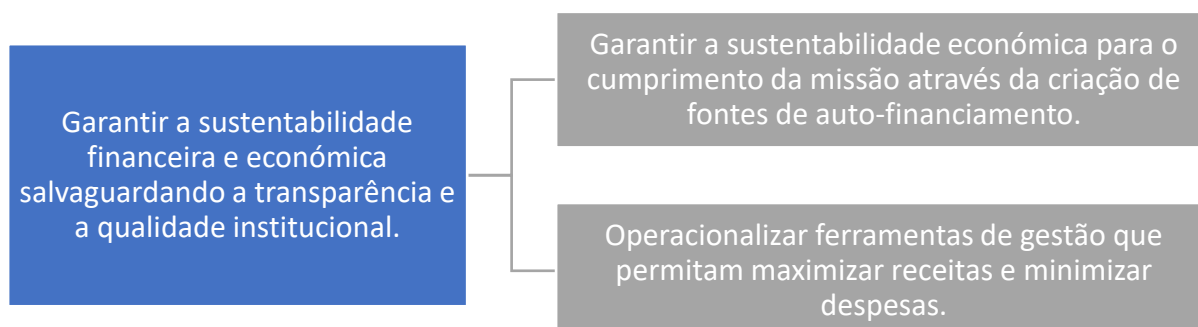 Garantir a sustentabilidade
financeira e económica
salvaguardando a transparência e
a qualidade institucional.
Garantir a sustentabilidade económica para o
cumprimento da missão através da criação de
fontes de auto-financiamento.
Operacionalizar ferramentas de gestão que
permitam maximizar receitas e minimizar
despesas.